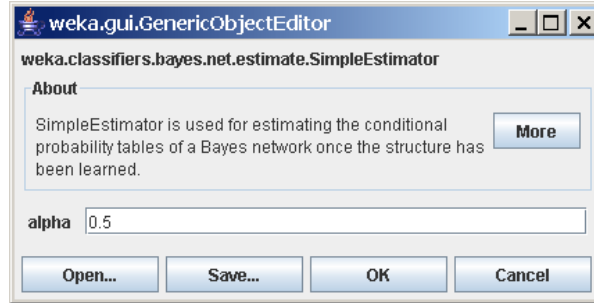 weka.gui.GenericObjectEditor
weka.classifiers.bayes.net.estimate.SimpleEstimator
About
SimpleEstimator is used for estimating the conditional
probability tables of a Bayes network once the structure has
been learned.
More
alpha 0.5
Open... Save... OK Cancel